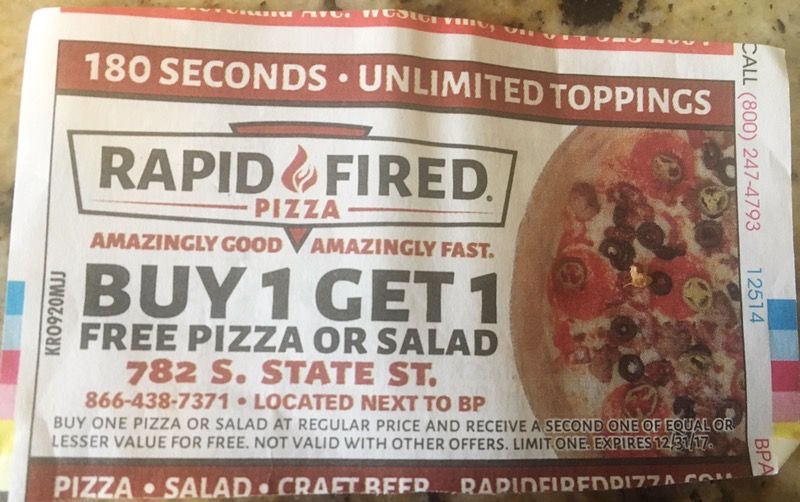 180 SECONDS • UNLIMITED TOPPINGS
RAPID FIRED.
PIZZA
AMAZINGLY GOOD AMAZINGLY FAST.
BUY 1 GET 1
FREE PIZZA OR SALAD
782 S. STATE ST.
866-438-7371 • LOCATED NEXT TO BP
BUY ONE PIZZA OR SALAD AT REGULAR PRICE AND RECEIVE A SECOND ONE OF EQUAL OR
LESSER VALUE FOR FREE. NOT VALID WITH OTHER OFFERS. LIMIT ONE. EXPIRES 12/31/17.
PIZZA • SALAD • CRAFT BEER RAPIDFIREDPIZZA.COM
KRO920MJJ
CALL (800) 247-4793 12514 BPA